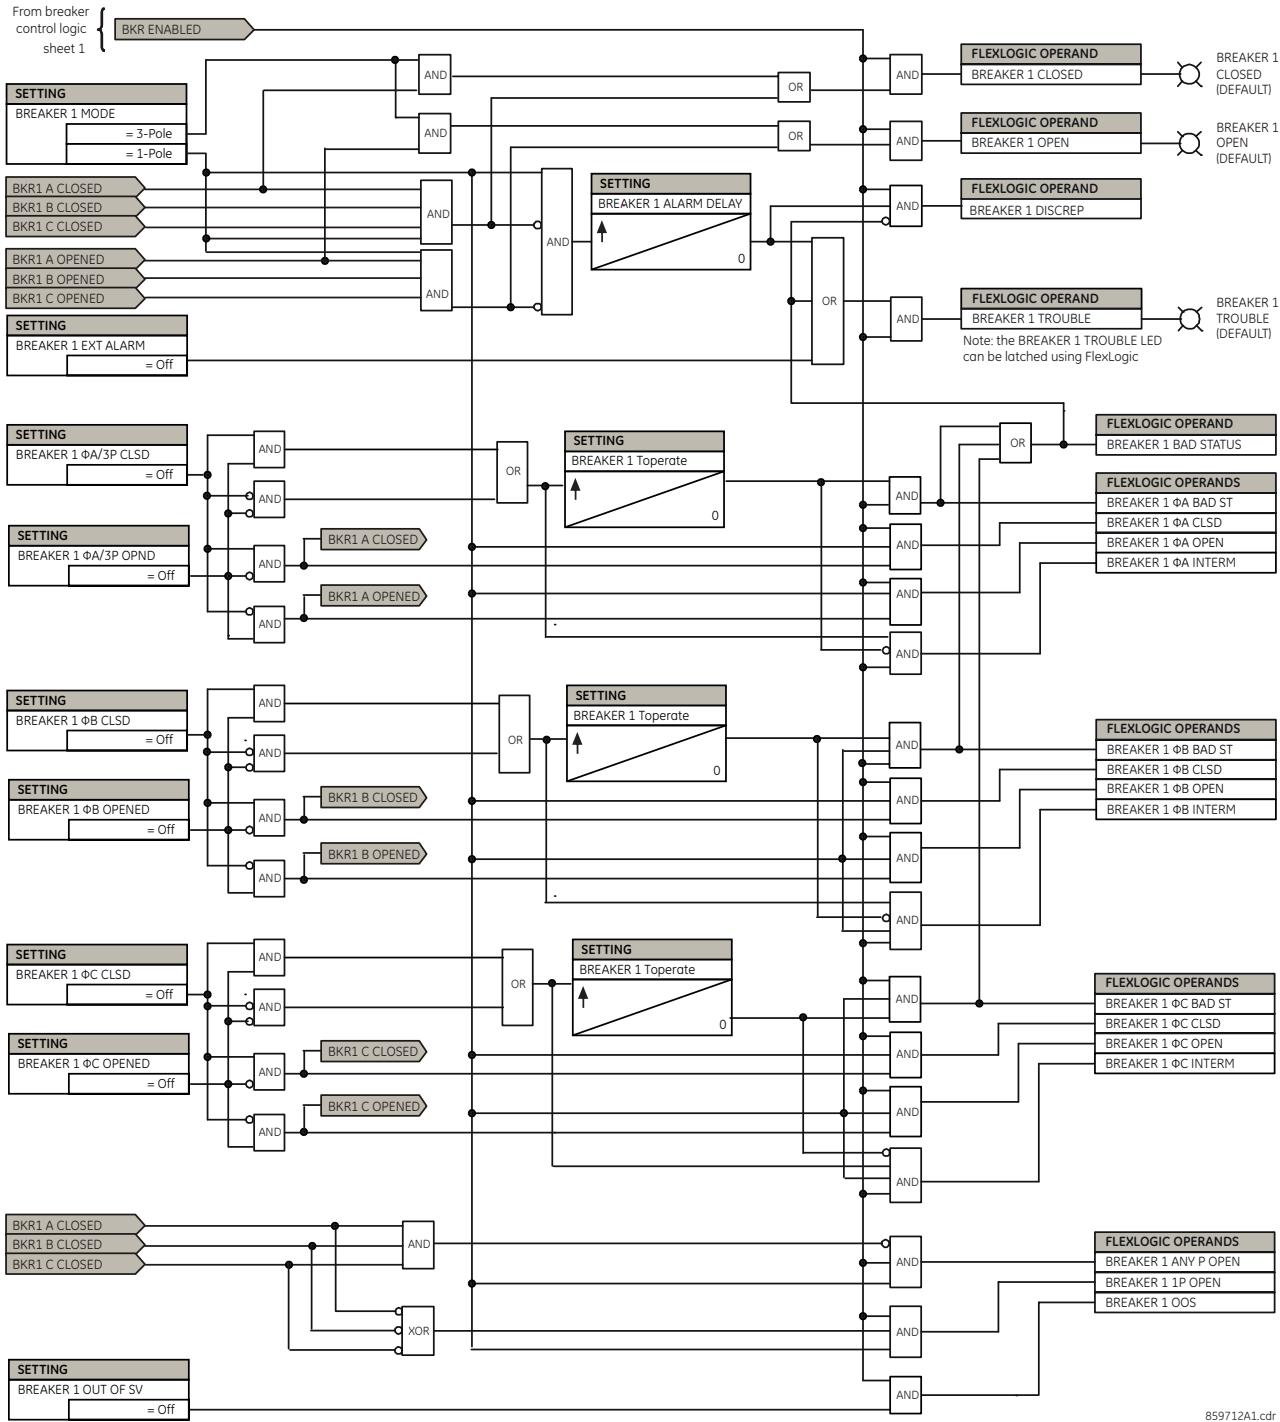 From breaker
control logic
sheet 1
BKR ENABLED
SETTING
BREAKER 1 MODE
= 3-Pole
= 1-Pole
BKR1 A CLOSED
BKR1 B CLOSED
BKR1 C CLOSED
BKR1 A OPENED
BKR1 B OPENED
BKR1 C OPENED
SETTING
BREAKER 1 EXT ALARM
= Off
AND
AND
AND
AND
AND
SETTING
BREAKER 1 ALARM DELAY
0
OR
OR
OR
AND
AND
AND
AND
FLEXLOGIC OPERAND
BREAKER 1 CLOSED
BREAKER 1
CLOSED
(DEFAULT)
FLEXLOGIC OPERAND
BREAKER 1 OPEN
BREAKER 1
OPEN
(DEFAULT)
FLEXLOGIC OPERAND
BREAKER 1 DISCREP
FLEXLOGIC OPERAND
BREAKER 1 TROUBLE
BREAKER 1
TROUBLE
(DEFAULT)
Note: the BREAKER 1 TROUBLE LED
can be latched using FlexLogic
SETTING
BREAKER 1 ΦA/3P CLSD
= Off
SETTING
BREAKER 1 ΦA/3P OPND
= Off
AND
AND
AND
AND
BKR1 A CLOSED
BKR1 A OPENED
OR
SETTING
BREAKER 1 Toperate
0
AND
AND
AND
AND
OR
FLEXLOGIC OPERAND
BREAKER 1 BAD STATUS
FLEXLOGIC OPERANDS
BREAKER 1 ΦA BAD ST
BREAKER 1 ΦA CLSD
BREAKER 1 ΦA OPEN
BREAKER 1 ΦA INTERM
SETTING
BREAKER 1 ΦB CLSD
= Off
SETTING
BREAKER 1 ΦB OPENED
= Off
AND
AND
AND
AND
BKR1 B CLOSED
BKR1 B OPENED
OR
SETTING
BREAKER 1 Toperate
0
AND
AND
AND
AND
FLEXLOGIC OPERANDS
BREAKER 1 ΦB BAD ST
BREAKER 1 ΦB CLSD
BREAKER 1 ΦB OPEN
BREAKER 1 ΦB INTERM
SETTING
BREAKER 1 ΦC CLSD
= Off
SETTING
BREAKER 1 ΦC OPENED
= Off
AND
AND
AND
AND
BKR1 C CLOSED
BKR1 C OPENED
OR
SETTING
BREAKER 1 Toperate
0
AND
AND
AND
AND
FLEXLOGIC OPERANDS
BREAKER 1 ΦC BAD ST
BREAKER 1 ΦC CLSD
BREAKER 1 ΦC OPEN
BREAKER 1 ΦC INTERM
BKR1 A CLOSED
BKR1 B CLOSED
BKR1 C CLOSED
AND
XOR
AND
AND
AND
FLEXLOGIC OPERANDS
BREAKER 1 ANY P OPEN
BREAKER 1 1P OPEN
BREAKER 1 OOS
SETTING
BREAKER 1 OUT OF SV
= Off
859712A1.cdr